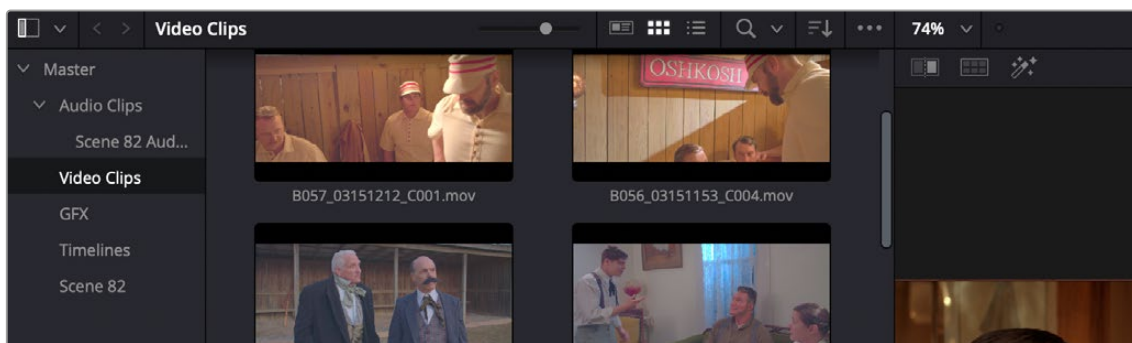 Video Clips
74%
Master
Audio Clips
Scene 82 Aud...
Video Clips
GFX
Timelines
Scene 82
OSHKOSH
B057_03151212_C001.mov
B056_03151153_C004.mov